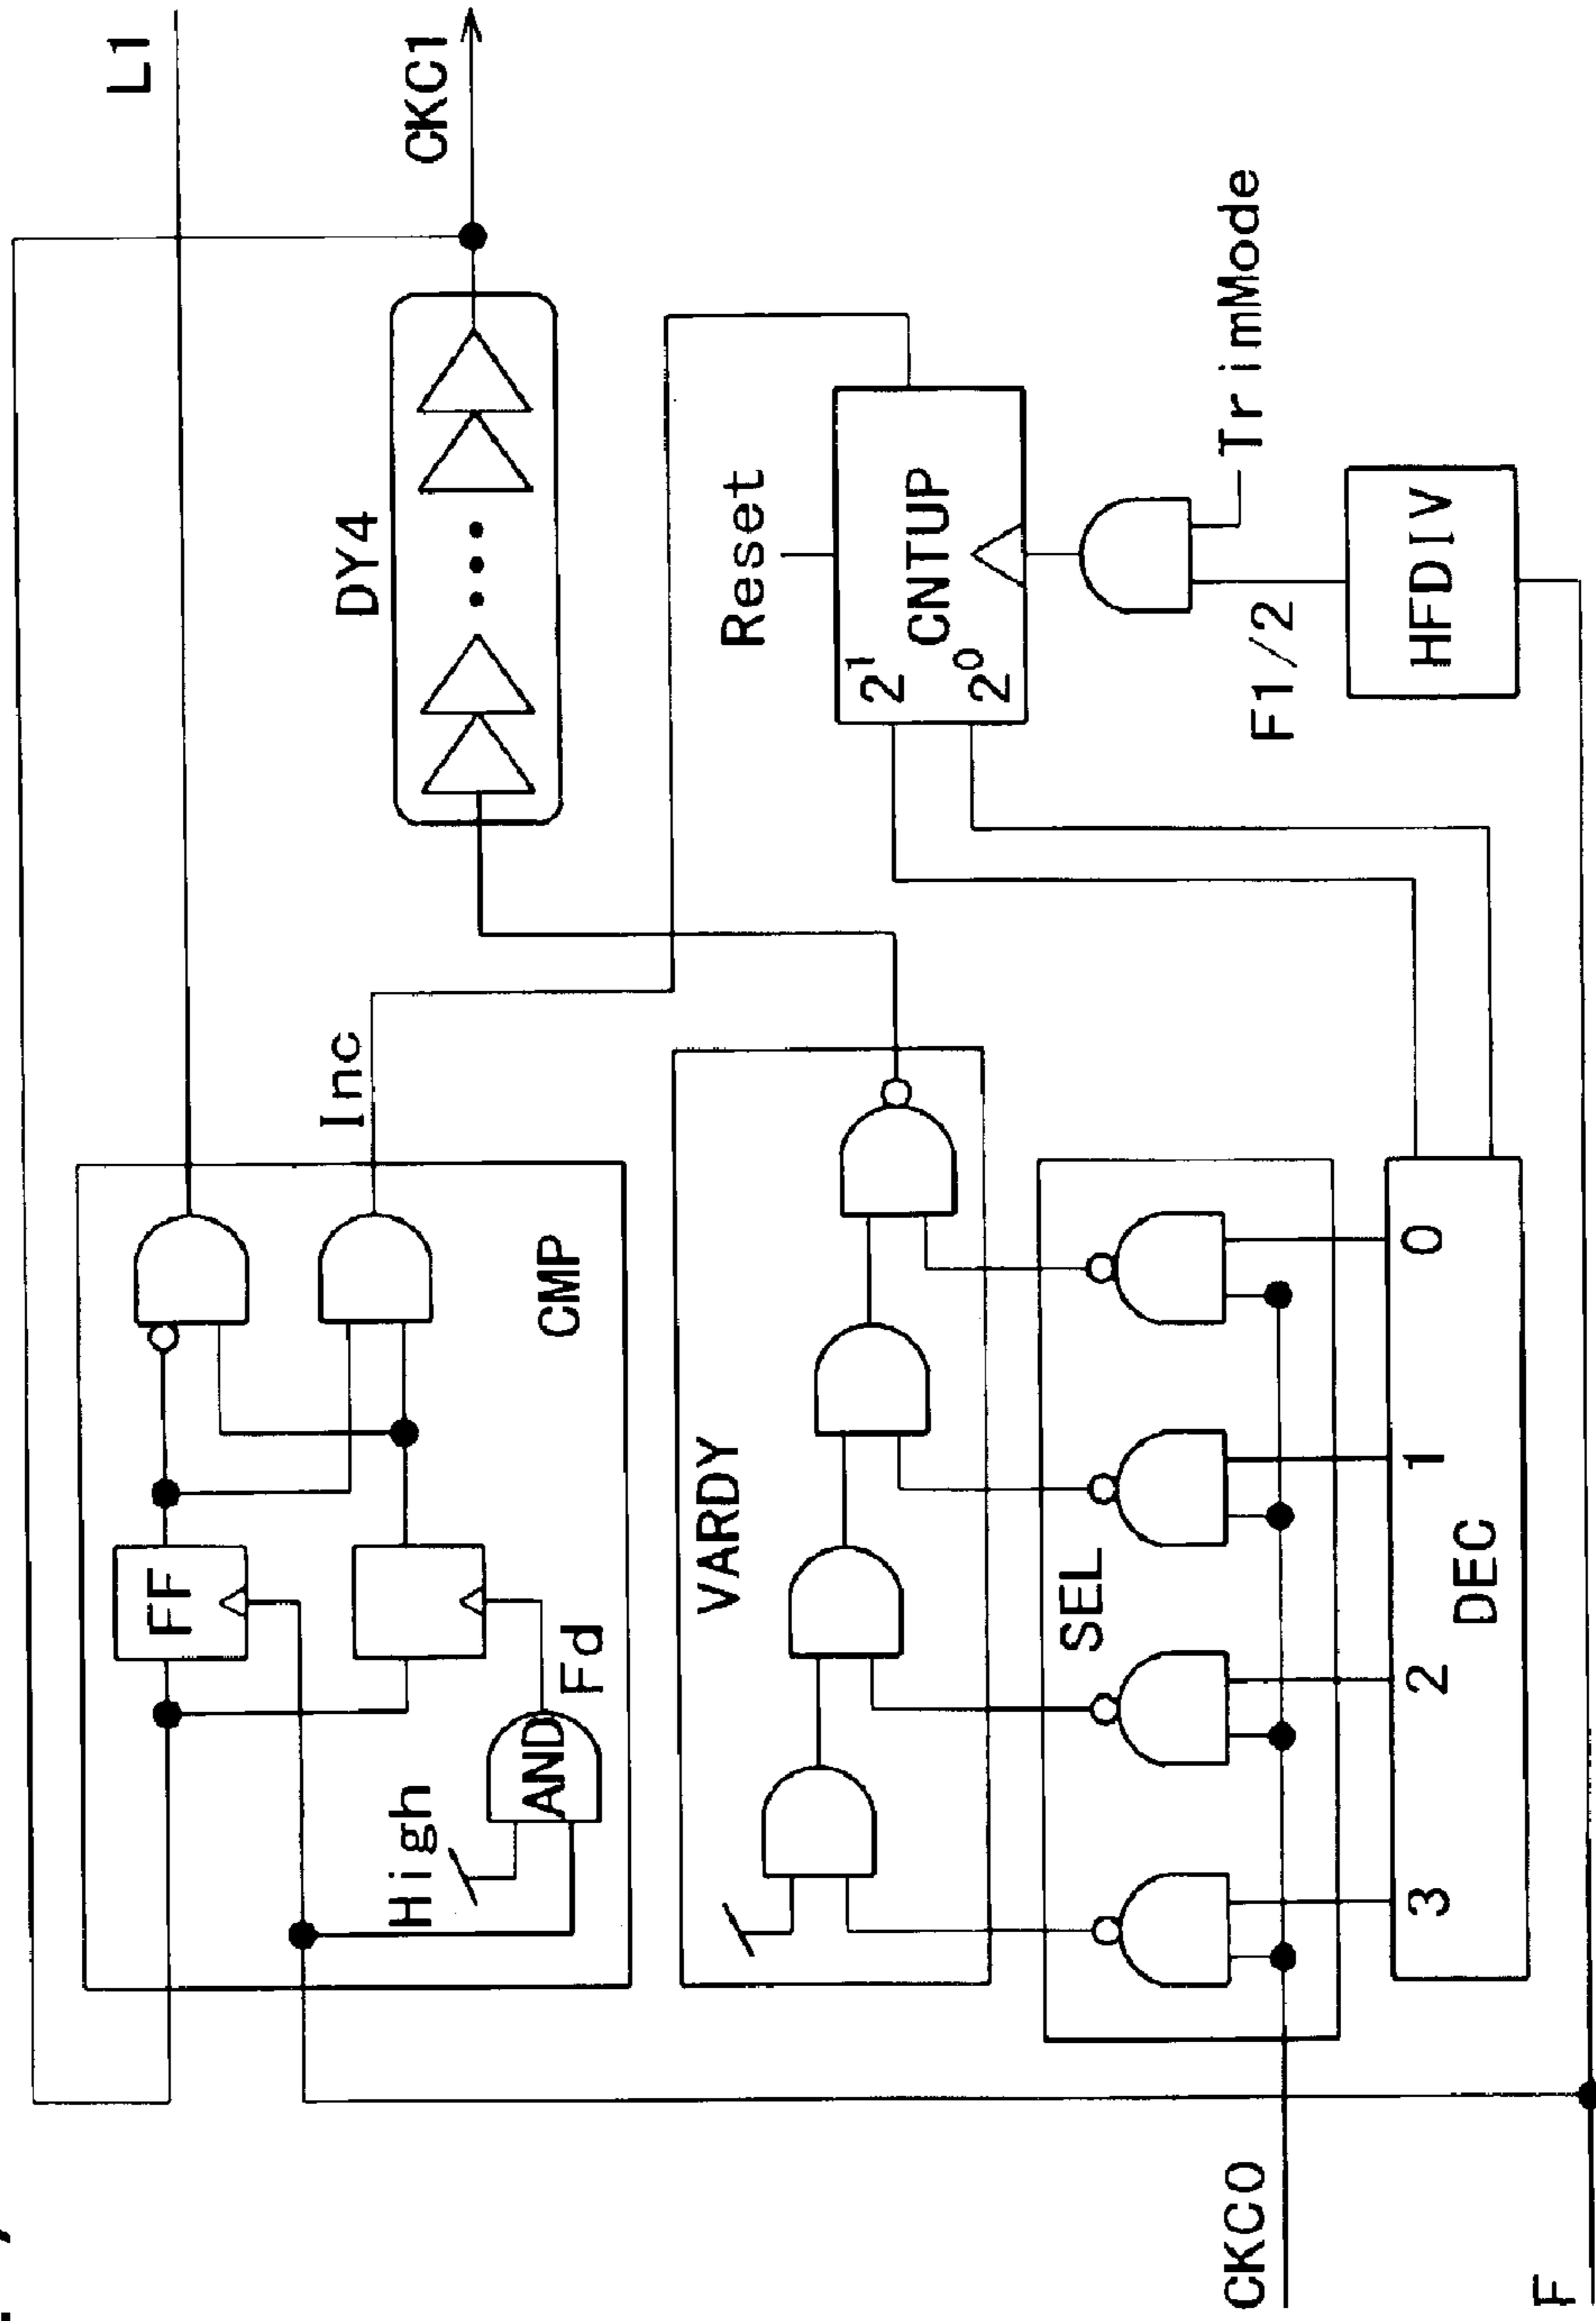 L1
CKC1
DY4
Inc
FF
High
AND
Fd
CMP
Reset
CNTUP
2¹
2⁰
TrimMode
F1/2
HFDIV
VARDY
SEL
3
2
1
0
DEC
CKC0
F